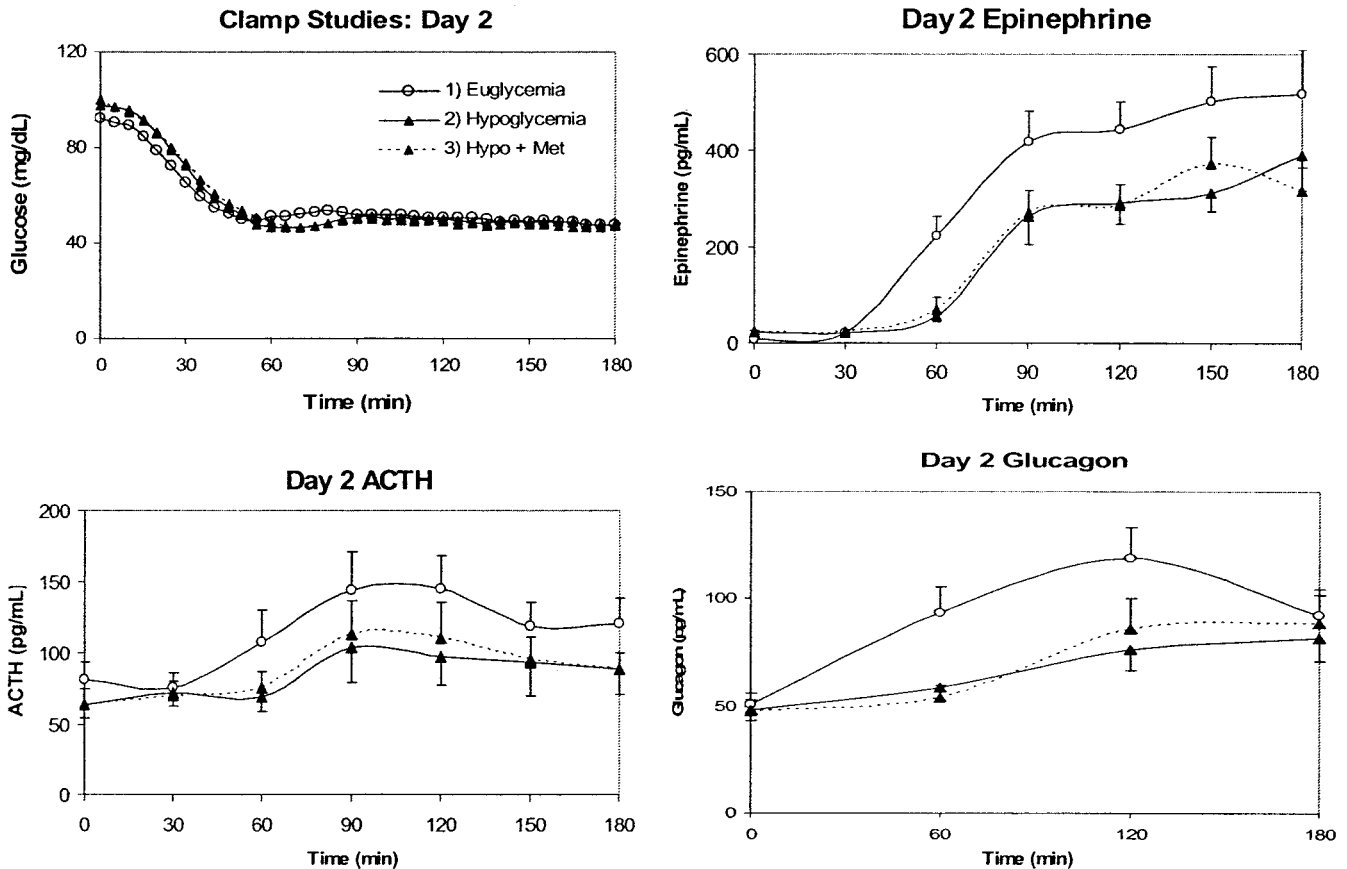 Clamp Studies: Day 2
120
80
40
0
Glucose (mg/dL)
1) Euglycemia
2) Hypoglycemia
3) Hypo + Met
0 30 60 90 120 150 180
Time (min)
Day 2 Epinephrine
600
400
200
0
Epinephrine (pg/mL)
0 30 60 90 120 150 180
Time (min)
Day 2 ACTH
200
150
100
50
0
ACTH (pg/mL)
0 30 60 90 120 150 180
Time (min)
Day 2 Glucagon
150
100
50
0
Glucagon (pg/mL)
0 60 120 180
Time (min)